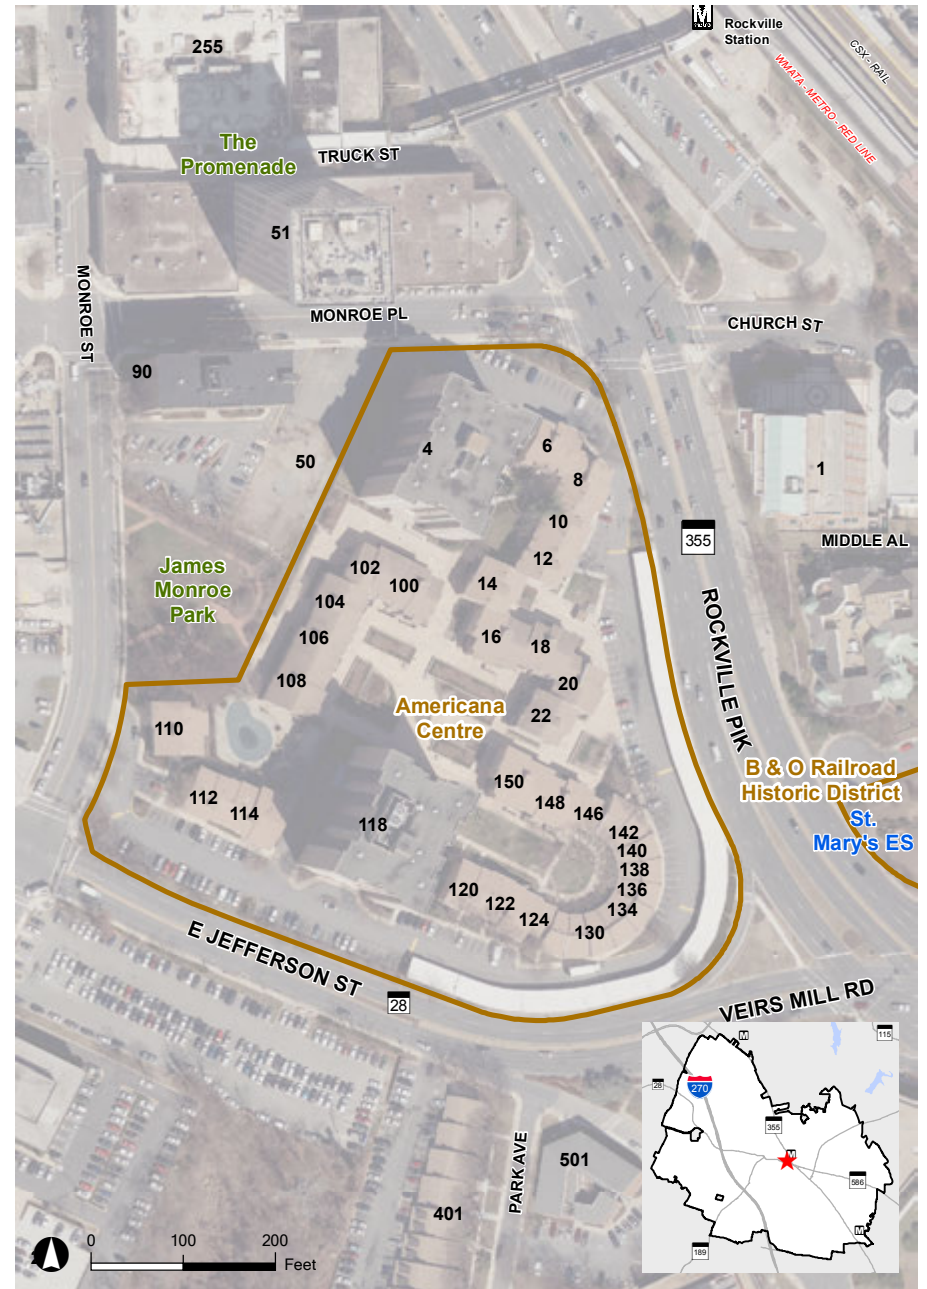 255
M
Rockville
Station
CSX - RAIL
WMATA - METRO - RED LINE
The
Promenade
TRUCK ST
51
MONROE ST
MONROE PL
CHURCH ST
90
4
6
50
8
1
10
355
MIDDLE AL
12
James
Monroe
Park
102
100
14
104
ROCKVILLE PIK
106
16
18
108
20
Americana
Centre
22
110
B & O Railroad
Historic District
150
112
148
114
146
St.
Mary's ES
118
142
140
138
120
136
122
134
124
130
E JEFFERSON ST
28
VEIRS MILL RD
M
115
28
270
355
M
586
M
189
PARK AVE
501
401
0
100
200
Feet